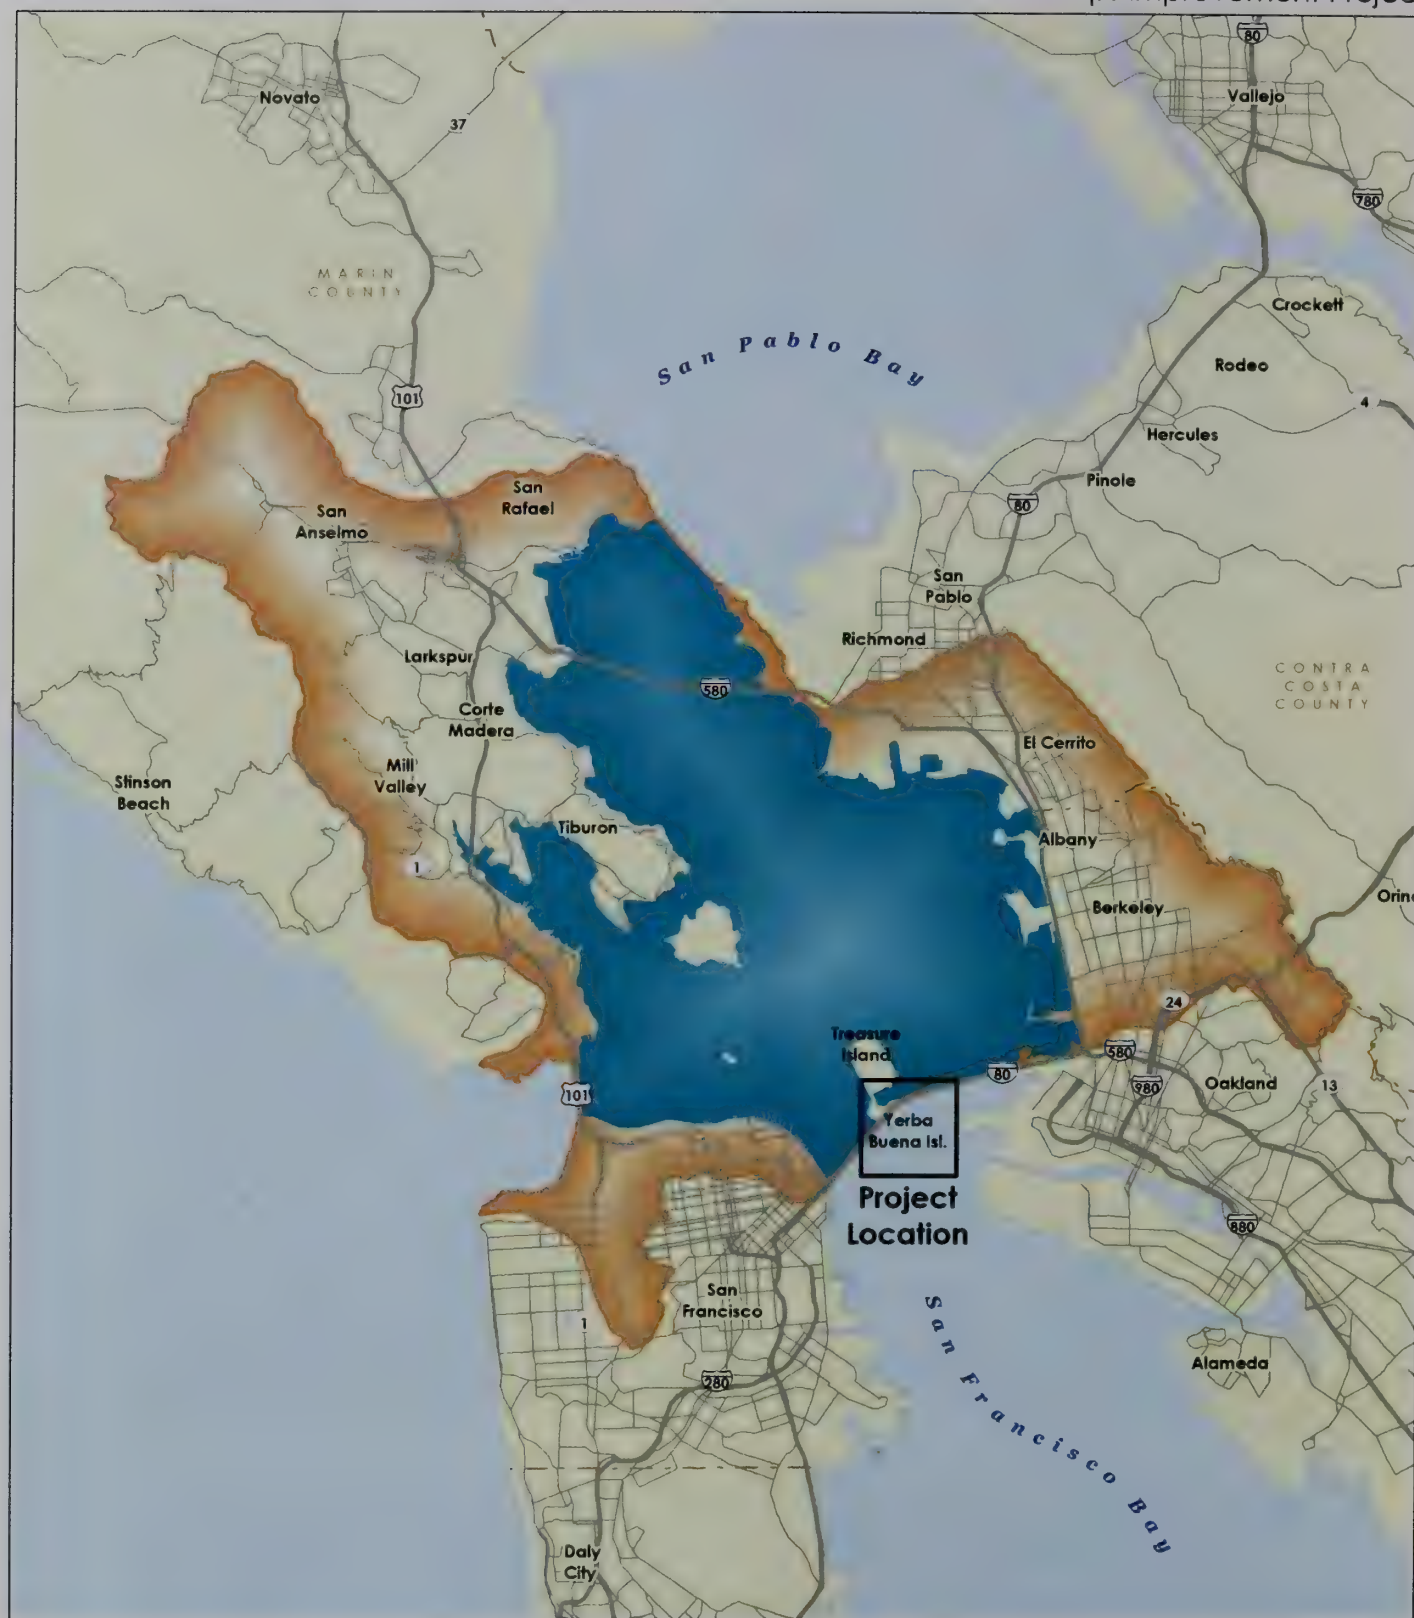 Improvement Projec
80
Novato
Vallejo
37
780
MARIN
COUNTY
Crockett
San Pablo Bay
Rodeo
101
4
Hercules
Pinole
San
Rafael
80
San
Anselmo
San
Pablo
Richmond
Larkspur
CONTRA
COSTA
COUNTY
580
Corte
Madera
El Cerrito
Mill
Valley
Stinson
Beach
Tiburon
Albany
1
Orin
Berkeley
24
Treasure
Island
580
80
980
Oakland
13
101
Yerba
Buena Isl.
Project
Location
880
San
Francisco
1
San Francisco Bay
Alameda
280
Daly
City